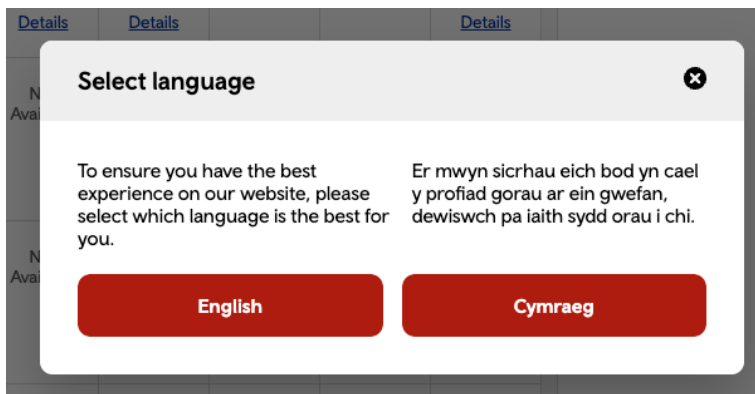 Details Details Details
Select language
N
Avai
To ensure you have the best
experience on our website, please
select which language is the best for
you.
Er mwyn sicrhau eich bod yn cael
y profiad gorau ar ein gwefan,
dewiswch pa iaith sydd orau i chi.
N
Avai
English
Cymraeg